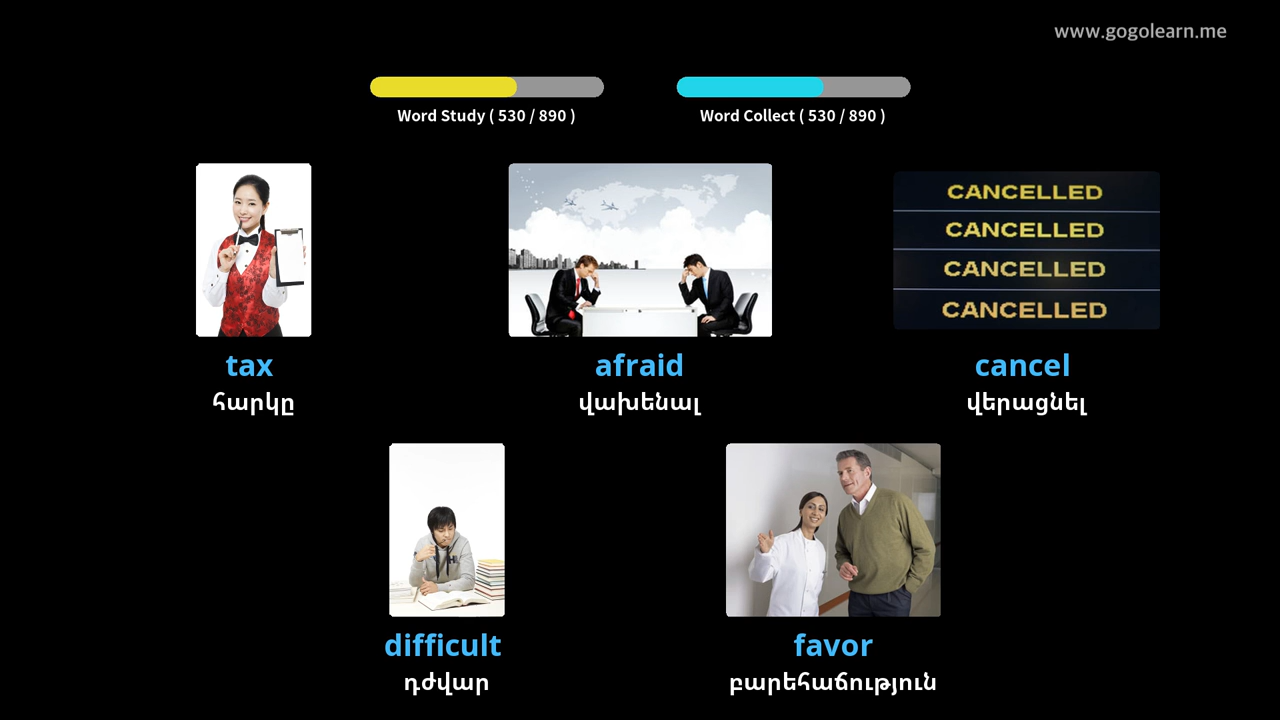 www.gogolearn.me
Word Study ( 530 / 890 )
Word Collect ( 530 / 890 )
CANCELLED
CANCELLED
CANCELLED
CANCELLED
tax
հարկը
afraid
վախենալ
cancel
վերացնել
difficult
դժվար
favor
բարեհաճություն